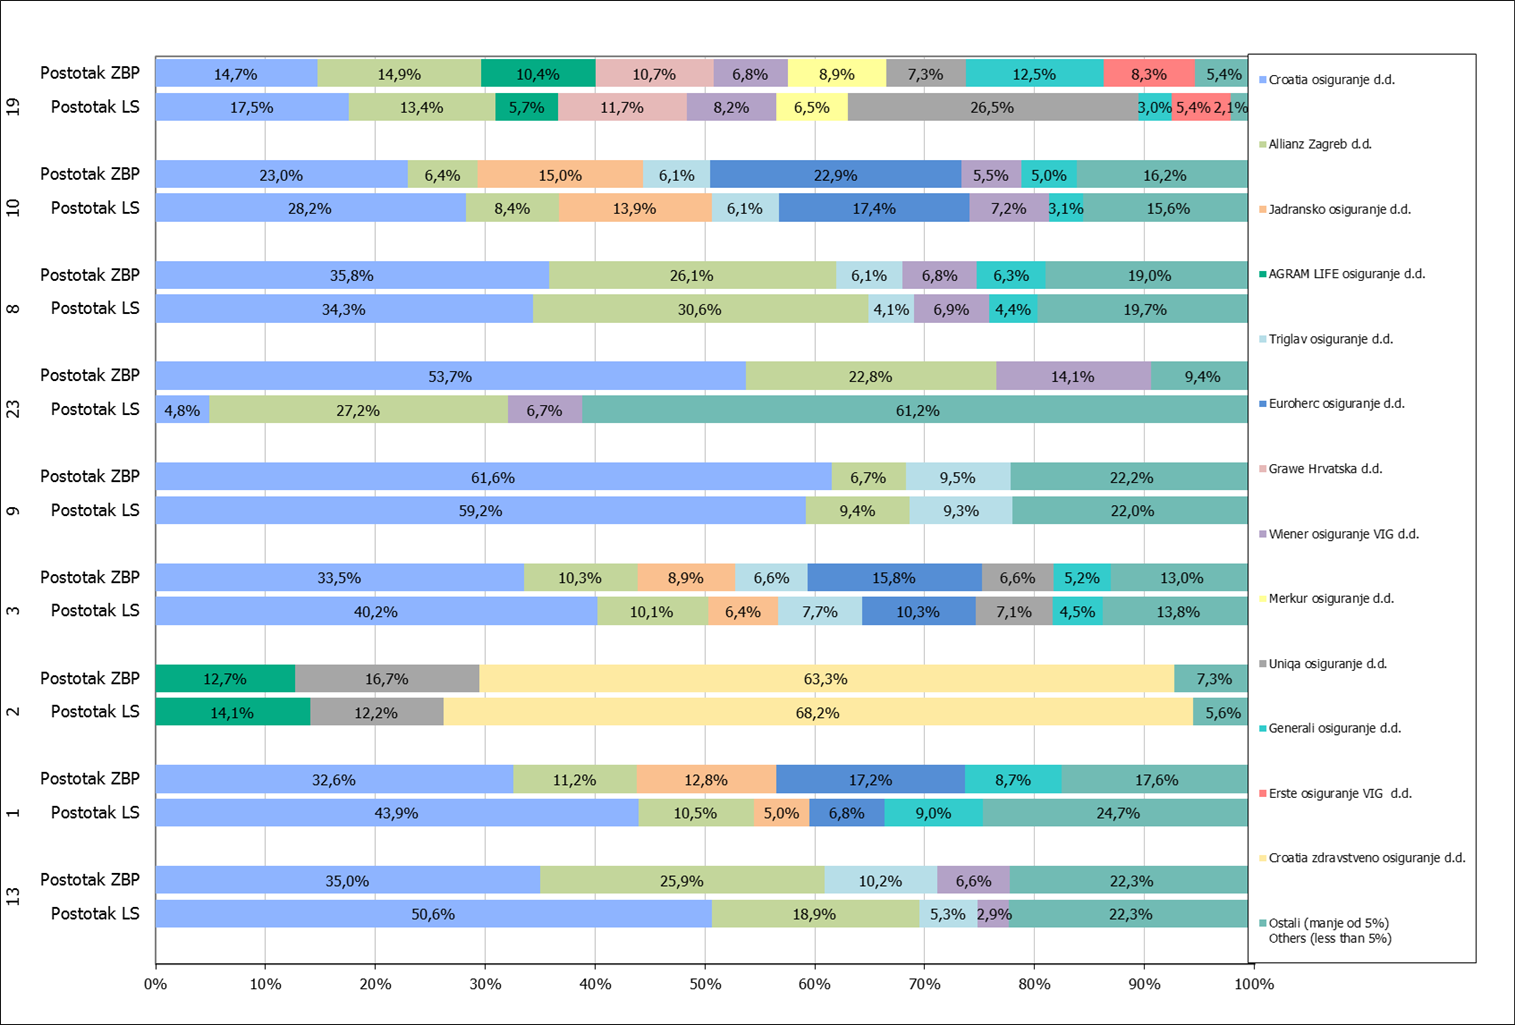 19
Postotak ZBP 14,7% 14,9% 10,4% 10,7% 6,8% 8,9% 7,3% 12,5% 8,3% 5,4%
Postotak LS 17,5% 13,4% 5,7% 11,7% 8,2% 6,5% 26,5% 3,0% 5,4% 2,1%
10
Postotak ZBP 23,0% 6,4% 15,0% 6,1% 22,9% 5,5% 5,0% 16,2%
Postotak LS 28,2% 8,4% 13,9% 6,1% 17,4% 7,2% 3,1% 15,6%
8
Postotak ZBP 35,8% 26,1% 6,1% 6,8% 6,3% 19,0%
Postotak LS 34,3% 30,6% 4,1% 6,9% 4,4% 19,7%
23
Postotak ZBP 53,7% 22,8% 14,1% 9,4%
Postotak LS 4,8% 27,2% 6,7% 61,2%
9
Postotak ZBP 61,6% 6,7% 9,5% 22,2%
Postotak LS 59,2% 9,4% 9,3% 22,0%
3
Postotak ZBP 33,5% 10,3% 8,9% 6,6% 15,8% 6,6% 5,2% 13,0%
Postotak LS 40,2% 10,1% 6,4% 7,7% 10,3% 7,1% 4,5% 13,8%
2
Postotak ZBP 12,7% 16,7% 63,3% 7,3%
Postotak LS 14,1% 12,2% 68,2% 5,6%
1
Postotak ZBP 32,6% 11,2% 12,8% 17,2% 8,7% 17,6%
Postotak LS 43,9% 10,5% 5,0% 6,8% 9,0% 24,7%
13
Postotak ZBP 35,0% 25,9% 10,2% 6,6% 22,3%
Postotak LS 50,6% 18,9% 5,3% 2,9% 22,3%
0% 10% 20% 30% 40% 50% 60% 70% 80% 90% 100%
Croatia osiguranje d.d.
Allianz Zagreb d.d.
Jadransko osiguranje d.d.
AGRAM LIFE osiguranje d.d.
Triglav osiguranje d.d.
Euroherc osiguranje d.d.
Grawe Hrvatska d.d.
Wiener osiguranje VIG d.d.
Merkur osiguranje d.d.
Uniqa osiguranje d.d.
Generali osiguranje d.d.
Erste osiguranje VIG d.d.
Croatia zdravstveno osiguranje d.d.
Ostali (manje od 5%)
Others (less than 5%)